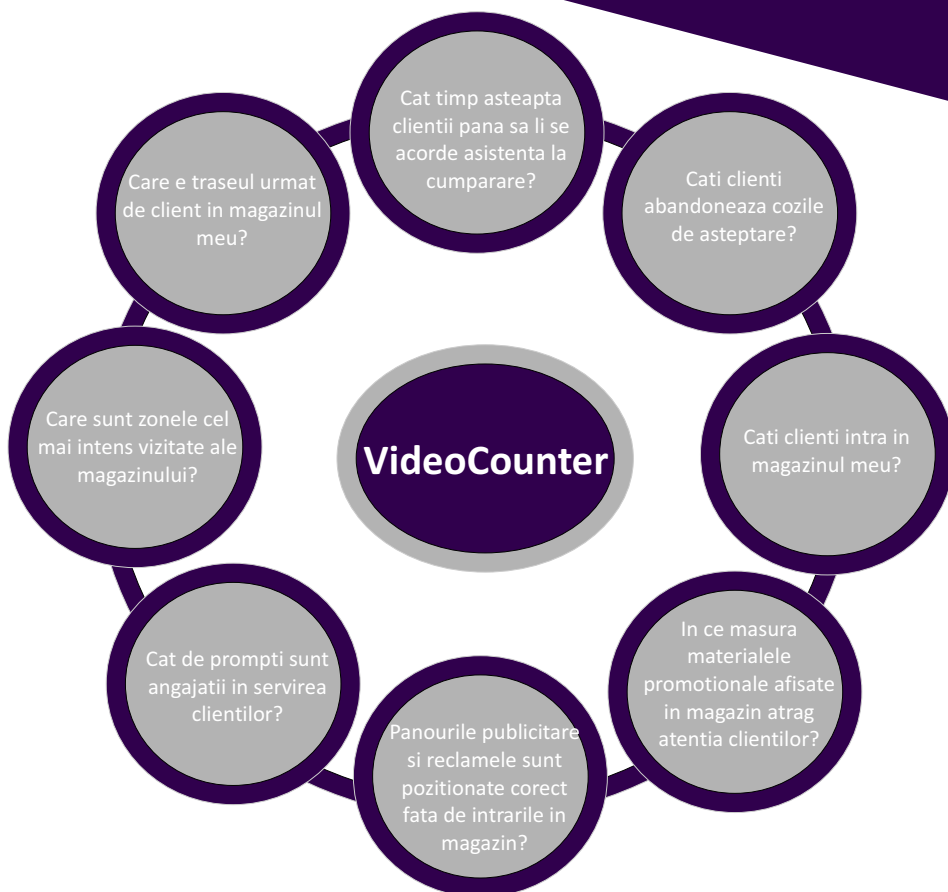 Cat timp asteapta
clientii pana sa li se
acorde asistenta la
cumparare?
Cati clienti
abandoneaza cozile
de asteptare?
Cati clienti intra in
magazinul meu?
In ce masura
materialele
promotionale afisate
in magazin atrag
atentia clientilor?
Panourile publicitare
si reclamele sunt
pozitionate corect
fata de intrarile in
magazin?
Cat de prompti sunt
angajatii in servirea
clientilor?
Care sunt zonele cel
mai intens vizitate ale
magazinului?
Care e traseul urmat
de client in magazinul
meu?
VideoCounter